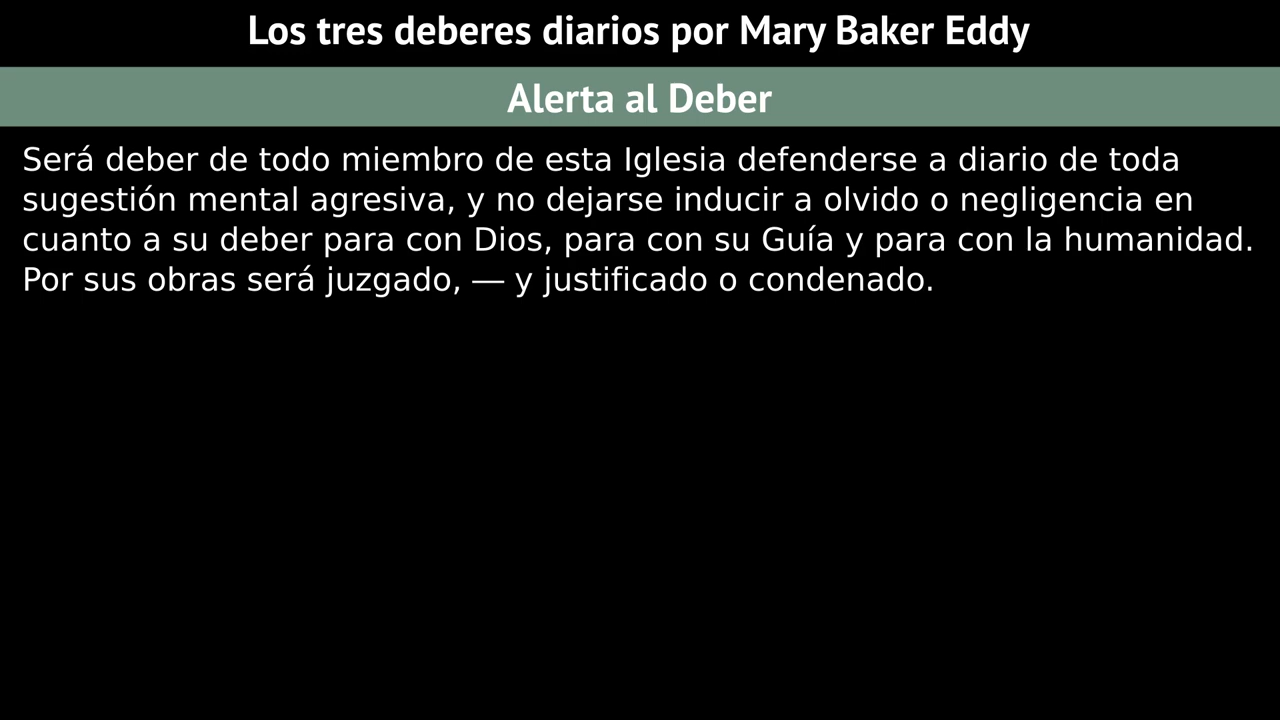 Los tres deberes diarios por Mary Baker Eddy
Alerta al Deber
Será deber de todo miembro de esta Iglesia defenderse a diario de toda
sugestión mental agresiva, y no dejarse inducir a olvido o negligencia en
cuanto a su deber para con Dios, para con su Guía y para con la humanidad.
Por sus obras será juzgado, — y justificado o condenado.